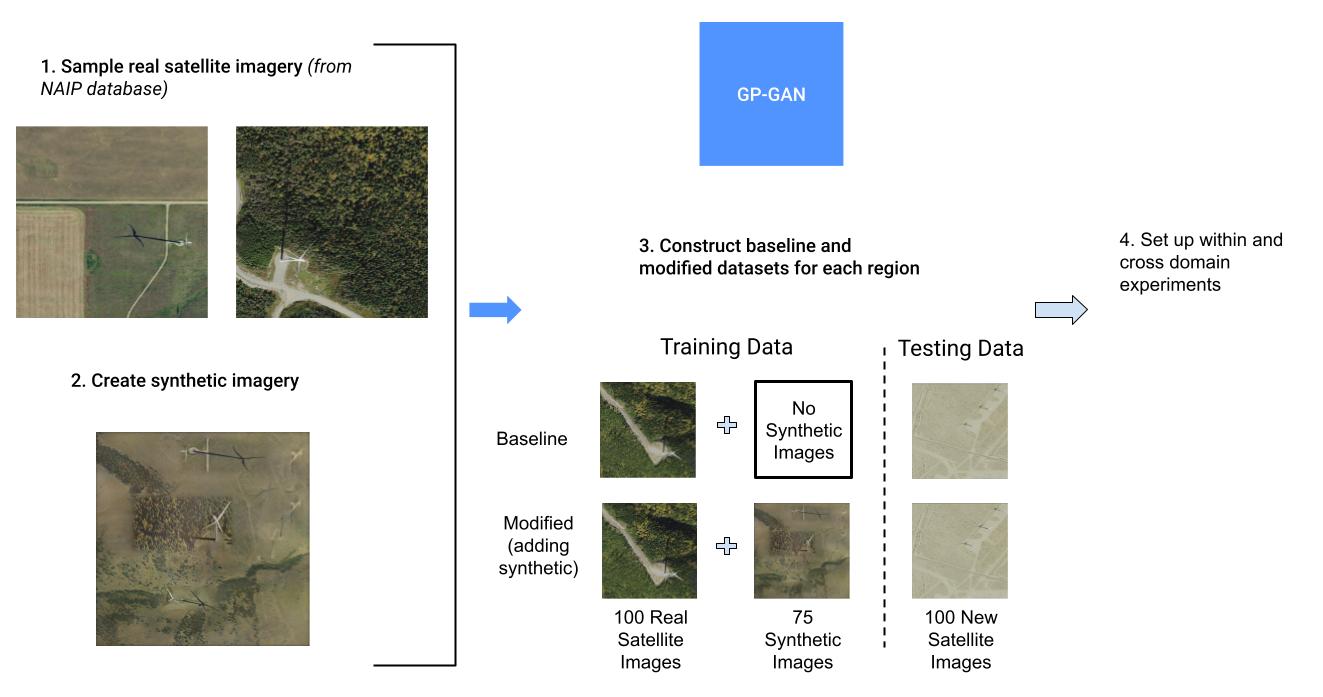 1. Sample real satellite imagery (from
NAIP database)
2. Create synthetic imagery
GP-GAN
3. Construct baseline and
modified datasets for each region
Training Data
Testing Data
Baseline
No
Synthetic
Images
Modified
(adding
synthetic)
100 Real
Satellite
Images
75
Synthetic
Images
100 New
Satellite
Images
4. Set up within and
cross domain
experiments